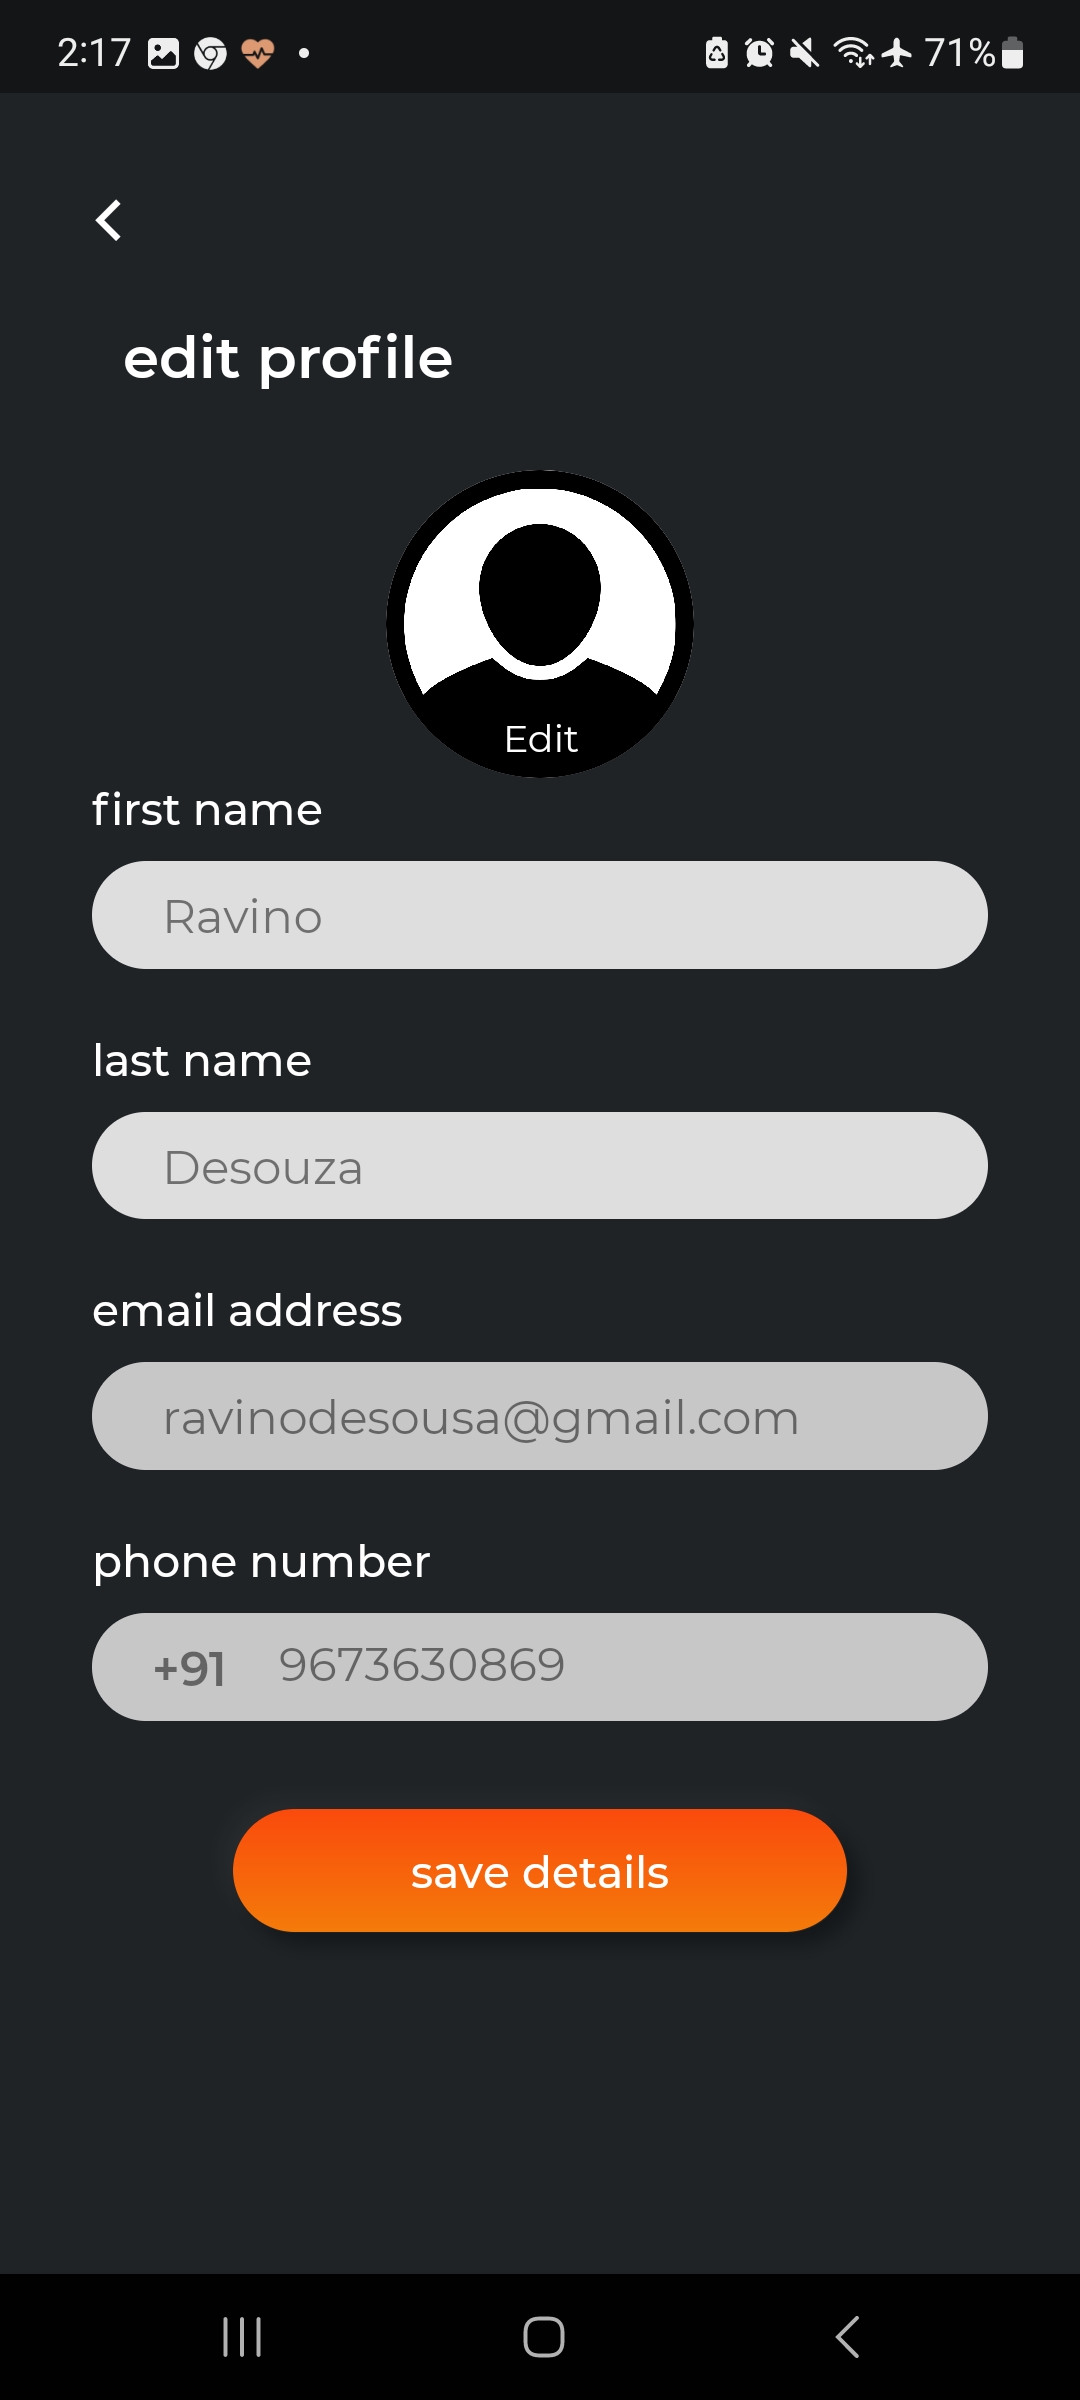 2:17 71%
edit profile
Edit
first name
Ravino
last name
Desouza
email address
ravinodesousa@gmail.com
phone number
+91 9673630869
save details